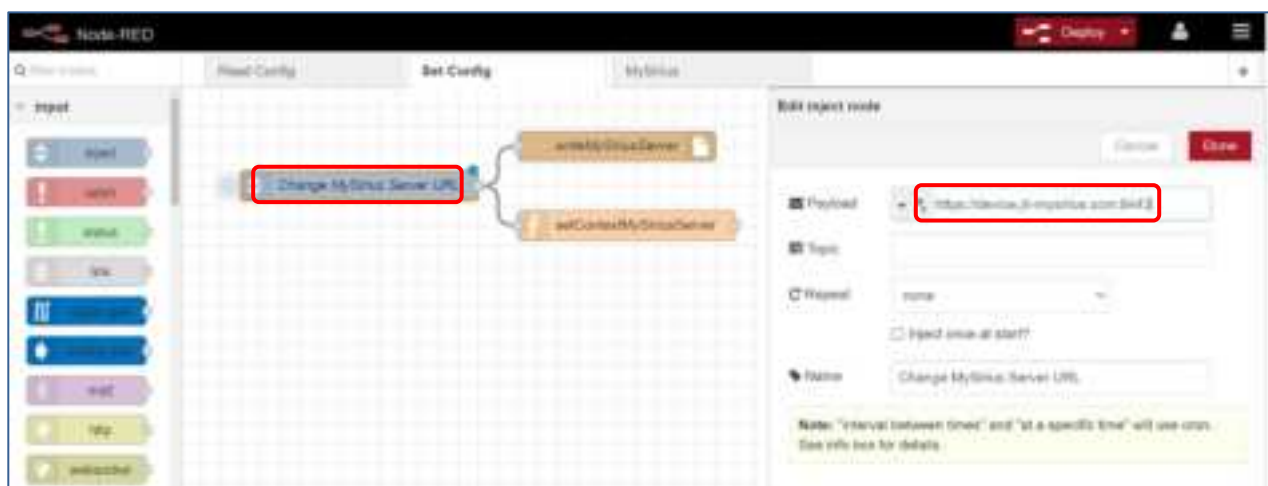 Node-RED
Deploy
Read Config
Set Config
MySirius
input
inject
catch
status
link
mqtt
http
websocket
Change MySirius Server URL
writeMySiriusServer
setContextMySiriusServer
Edit inject node
Cancel
Done
Payload
Topic
Repeat
none
Inject once at start?
Name
Change MySirius Server URL
Note: "interval between times" and "at a specific time" will use cron.
See info box for details.